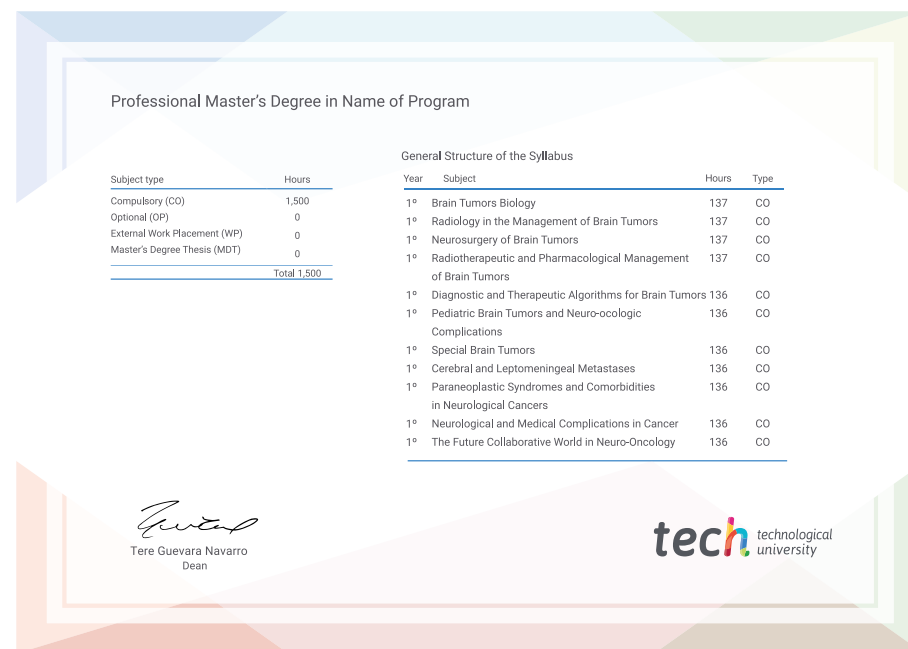 Professional Master's Degree in Name of Program
Subject type Hours
Compulsory (CO) 1,500
Optional (OP) 0
External Work Placement (WP) 0
Master's Degree Thesis (MDT) 0
Total 1,500
General Structure of the Syllabus
Year Subject Hours Type
1º Brain Tumors Biology 137 CO
1º Radiology in the Management of Brain Tumors 137 CO
1º Neurosurgery of Brain Tumors 137 CO
1º Radiotherapeutic and Pharmacological Management 137 CO
of Brain Tumors
1º Diagnostic and Therapeutic Algorithms for Brain Tumors 136 CO
1º Pediatric Brain Tumors and Neuro-ocologic 136 CO
Complications
1º Special Brain Tumors 136 CO
1º Cerebral and Leptomeningeal Metastases 136 CO
1º Paraneoplastic Syndromes and Comorbidities 136 CO
in Neurological Cancers
1º Neurological and Medical Complications in Cancer 136 CO
1º The Future Collaborative World in Neuro-Oncology 136 CO
Tere Guevara Navarro
Dean
tech technological
university